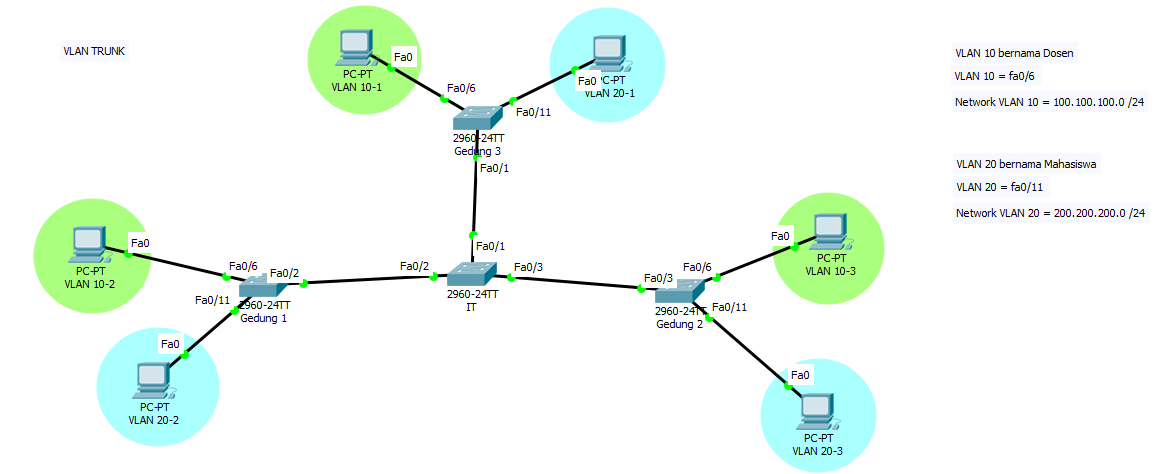 VLAN TRUNK
Fa0
PC-PT
VLAN 10-1
Fa0/6
Fa0
PC-PT
VLAN 20-1
Fa0/11
2960-24TT
Gedung 3
Fa0/1
VLAN 10 bernama Dosen
VLAN 10 = fa0/6
Network VLAN 10 = 100.100.100.0 /24
VLAN 20 bernama Mahasiswa
VLAN 20 = fa0/11
Network VLAN 20 = 200.200.200.0 /24
Fa0
PC-PT
VLAN 10-2
Fa0/6
Fa0/2
Fa0/11
2960-24TT
Gedung 1
Fa0
PC-PT
VLAN 20-2
Fa0/1
Fa0/2
Fa0/3
2960-24TT
IT
Fa0/3
Fa0/6
2960-24TT
Gedung 2
Fa0/11
Fa0
PC-PT
VLAN 10-3
Fa0
PC-PT
VLAN 20-3